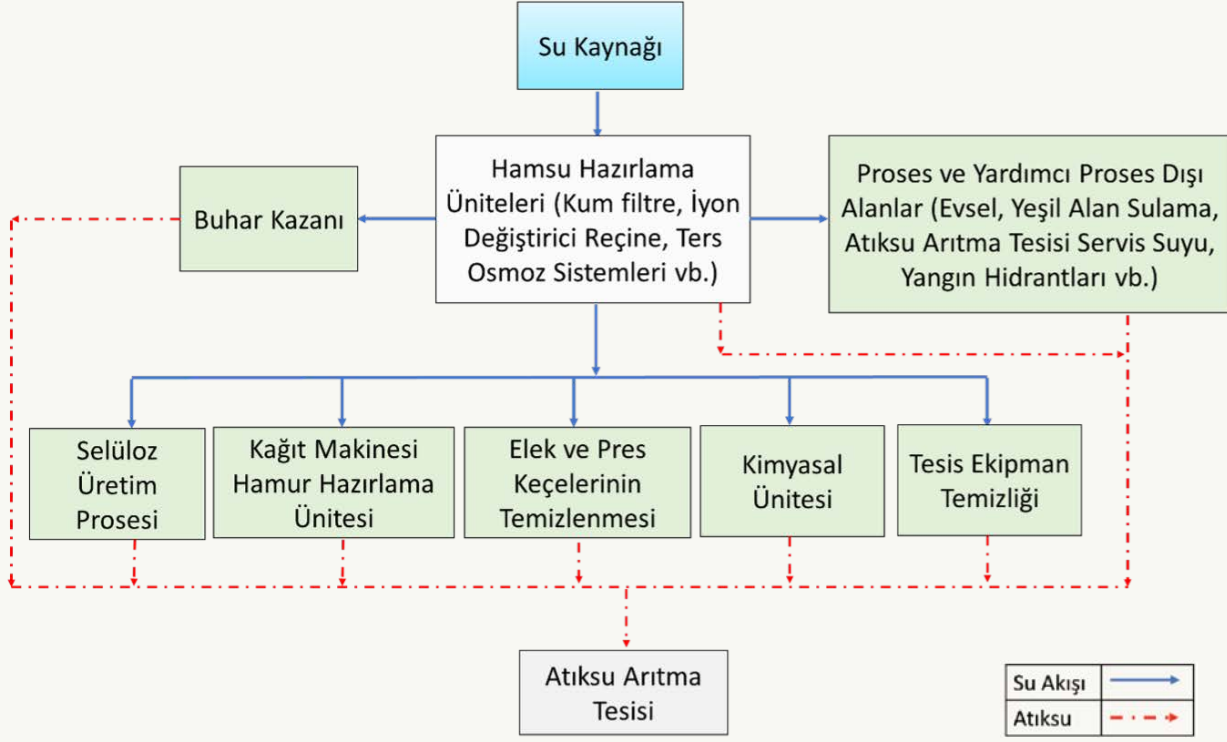 Su Kaynağı
Hamsu Hazırlama
Üniteleri (Kum filtre, İyon
Değiştirici Reçine, Ters
Osmoz Sistemleri vb.)
Buhar Kazanı
Proses ve Yardımcı Proses Dışı
Alanlar (Evsel, Yeşil Alan Sulama,
Atıksu Arıtma Tesisi Servis Suyu,
Yangın Hidrantları vb.)
Selüloz
Üretim
Prosesi
Kağıt Makinesi
Hamur Hazırlama
Ünitesi
Elek ve Pres
Keçelerinin
Temizlenmesi
Kimyasal
Ünitesi
Tesis Ekipman
Temizliği
Atıksu Arıtma
Tesisi
Su Akışı
Atıksu